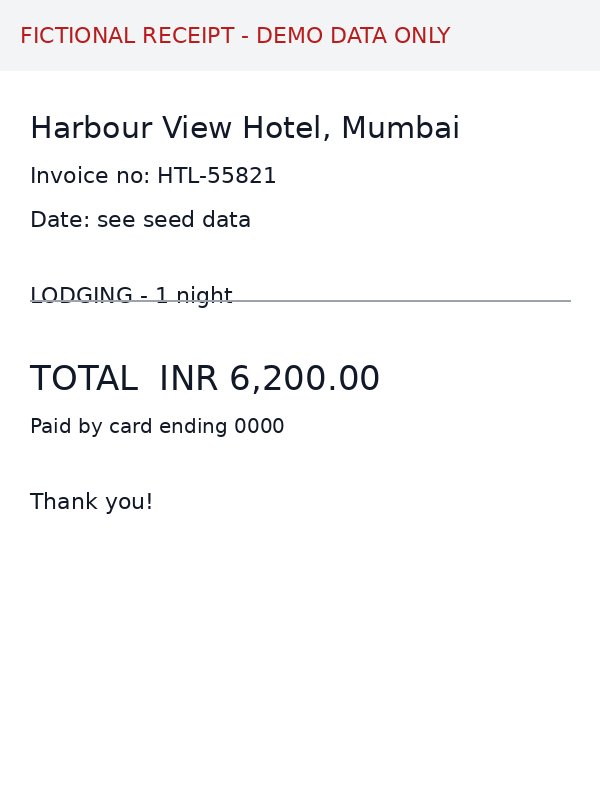 FICTIONAL RECEIPT - DEMO DATA ONLY
Harbour View Hotel, Mumbai
Invoice no: HTL-55821
Date: see seed data
LODGING - 1 night
TOTAL  INR 6,200.00
Paid by card ending 0000
Thank you!